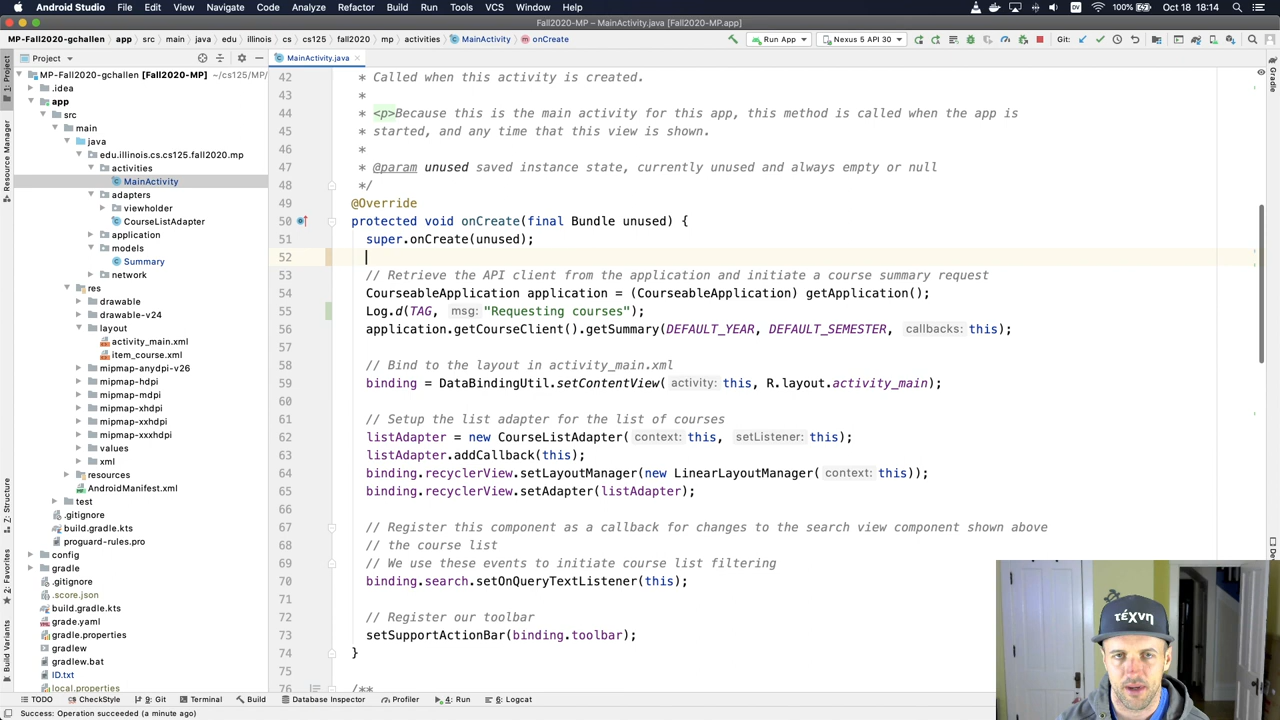 Android Studio File Edit View Navigate Code Analyze Refactor Build Run Tools VCS Window Help 100% Oct 18 18:14
Fall2020-MP – MainActivity.java [Fall2020-MP.app]
MP-Fall2020-gchallen app src main java edu illinois cs cs125 fall2020 mp activities MainActivity onCreate Run App Nexus 5 API 30 Git:
Project MainActivity.java
MP-Fall2020-gchallen [Fall2020-MP] ~/cs125/MP/
.idea
app
src
main
java
edu.illinois.cs.cs125.fall2020.mp
activities
MainActivity
adapters
viewholder
CourseListAdapter
application
models
Summary
network
res
drawable
drawable-v24
layout
activity_main.xml
item_course.xml
mipmap-anydpi-v26
mipmap-hdpi
mipmap-mdpi
mipmap-xhdpi
mipmap-xxhdpi
mipmap-xxxhdpi
values
xml
resources
AndroidManifest.xml
test
.gitignore
build.gradle.kts
proguard-rules.pro
config
gradle
.gitignore
.score.json
build.gradle.kts
grade.yaml
gradle.properties
gradlew
gradlew.bat
ID.txt
local.properties
1: Project
Resource Manager
Z: Structure
2: Favorites
Build Variants
42 * Called when this activity is created.
43 *
44 * <p>Because this is the main activity for this app, this method is called when the app is
45 * started, and any time that this view is shown.
46 *
47 * @param unused saved instance state, currently unused and always empty or null
48 */
49 @Override
50 protected void onCreate(final Bundle unused) {
51 super.onCreate(unused);
52
53 // Retrieve the API client from the application and initiate a course summary request
54 CourseableApplication application = (CourseableApplication) getApplication();
55 Log.d(TAG, msg: "Requesting courses");
56 application.getCourseClient().getSummary(DEFAULT_YEAR, DEFAULT_SEMESTER, callbacks: this);
57
58 // Bind to the layout in activity_main.xml
59 binding = DataBindingUtil.setContentView( activity: this, R.layout.activity_main);
60
61 // Setup the list adapter for the list of courses
62 listAdapter = new CourseListAdapter( context: this, setListener: this);
63 listAdapter.addCallback(this);
64 binding.recyclerView.setLayoutManager(new LinearLayoutManager( context: this));
65 binding.recyclerView.setAdapter(listAdapter);
66
67 // Register this component as a callback for changes to the search view component shown above
68 // the course list
69 // We use these events to initiate course list filtering
70 binding.search.setOnQueryTextListener(this);
71
72 // Register our toolbar
73 setSupportActionBar(binding.toolbar);
74 }
75
76 /**
Gradle
τέχνη
TODO CheckStyle 9: Git Terminal Build Database Inspector Profiler 4: Run 6: Logcat
Success: Operation succeeded (a minute ago)